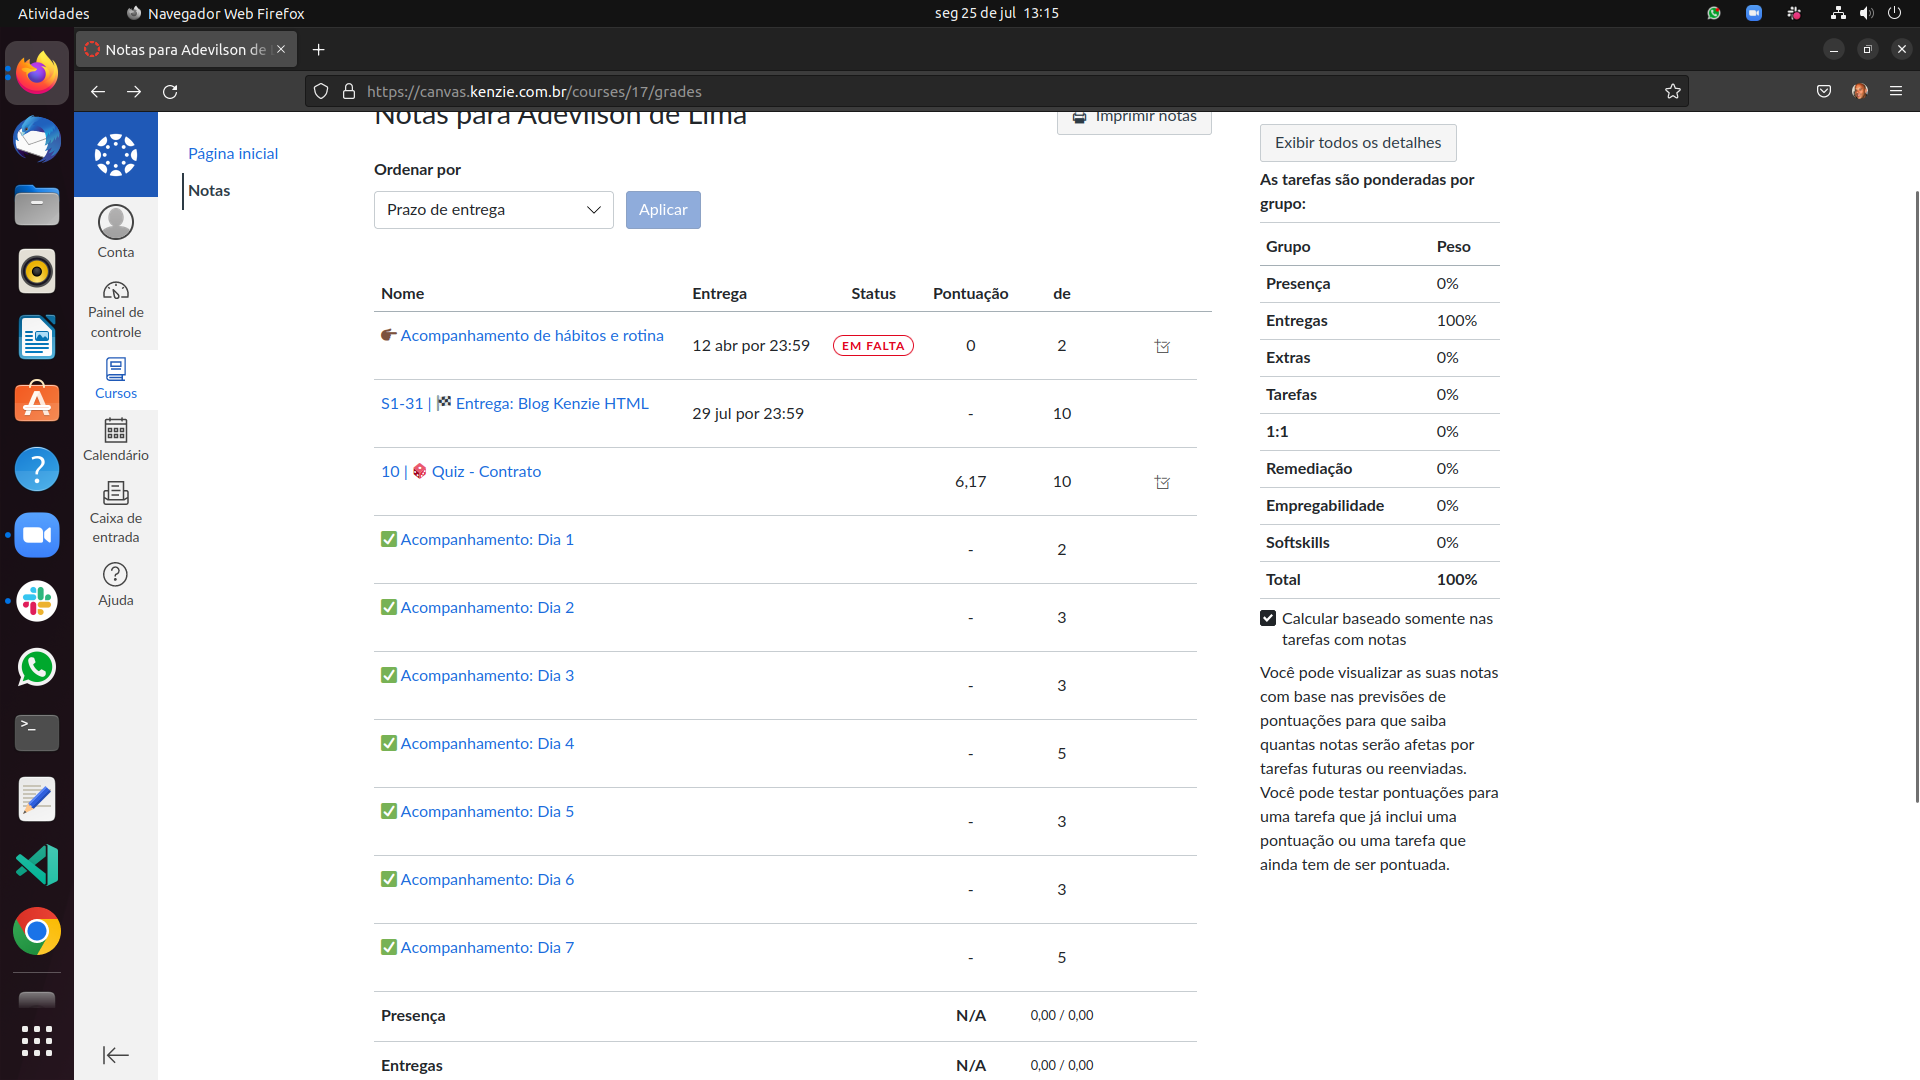 Atividades
Navegador Web Firefox
seg 25 de jul 13:15
Notas para Adevilson de
https://canvas.kenzie.com.br/courses/17/grades
Conta
Painel de
controle
Cursos
Calendário
Caixa de
entrada
Ajuda
Página inicial
Notas
Notas para Adevilson de Lima
Imprimir notas
Ordenar por
Prazo de entrega
Aplicar
Nome Entrega Status Pontuação de
Acompanhamento de hábitos e rotina 12 abr por 23:59 EM FALTA 0 2
S1-31 | Entrega: Blog Kenzie HTML 29 jul por 23:59 - 10
10 | Quiz - Contrato 6,17 10
Acompanhamento: Dia 1 - 2
Acompanhamento: Dia 2 - 3
Acompanhamento: Dia 3 - 3
Acompanhamento: Dia 4 - 5
Acompanhamento: Dia 5 - 3
Acompanhamento: Dia 6 - 3
Acompanhamento: Dia 7 - 5
Presença N/A 0,00 / 0,00
Entregas N/A 0,00 / 0,00
Exibir todos os detalhes
As tarefas são ponderadas por
grupo:
Grupo Peso
Presença 0%
Entregas 100%
Extras 0%
Tarefas 0%
1:1 0%
Remediação 0%
Empregabilidade 0%
Softskills 0%
Total 100%
Calcular baseado somente nas
tarefas com notas
Você pode visualizar as suas notas
com base nas previsões de
pontuações para que saiba
quantas notas serão afetas por
tarefas futuras ou reenviadas.
Você pode testar pontuações para
uma tarefa que já inclui uma
pontuação ou uma tarefa que
ainda tem de ser pontuada.